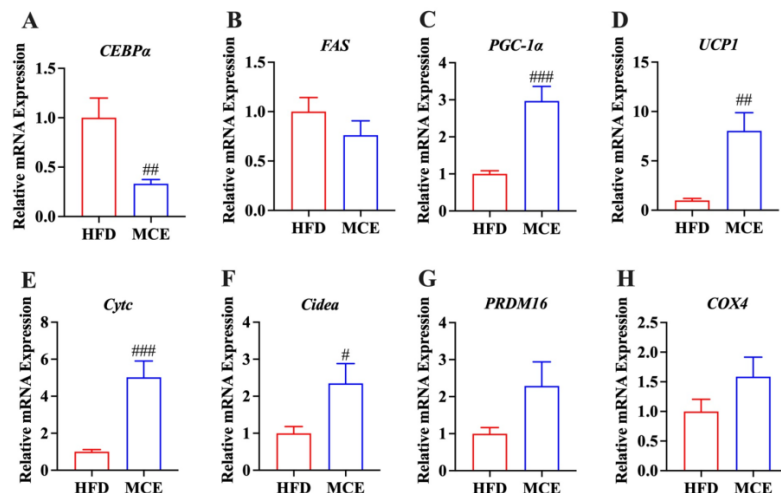 A
CEBPα
Relative mRNA Expression
1.5
1.0
0.5
0.0
##
HFD MCE
B
FAS
Relative mRNA Expression
1.5
1.0
0.5
0.0
HFD MCE
C
PGC-1α
Relative mRNA Expression
4
3
2
1
0
###
HFD MCE
D
UCP1
Relative mRNA Expression
15
10
5
0
##
HFD MCE
E
Cytc
Relative mRNA Expression
8
6
4
2
0
###
HFD MCE
F
Cidea
Relative mRNA Expression
4
3
2
1
0
#
HFD MCE
G
PRDM16
Relative mRNA Expression
4
3
2
1
0
HFD MCE
H
COX4
Relative mRNA Expression
2.5
2.0
1.5
1.0
0.5
0.0
HFD MCE